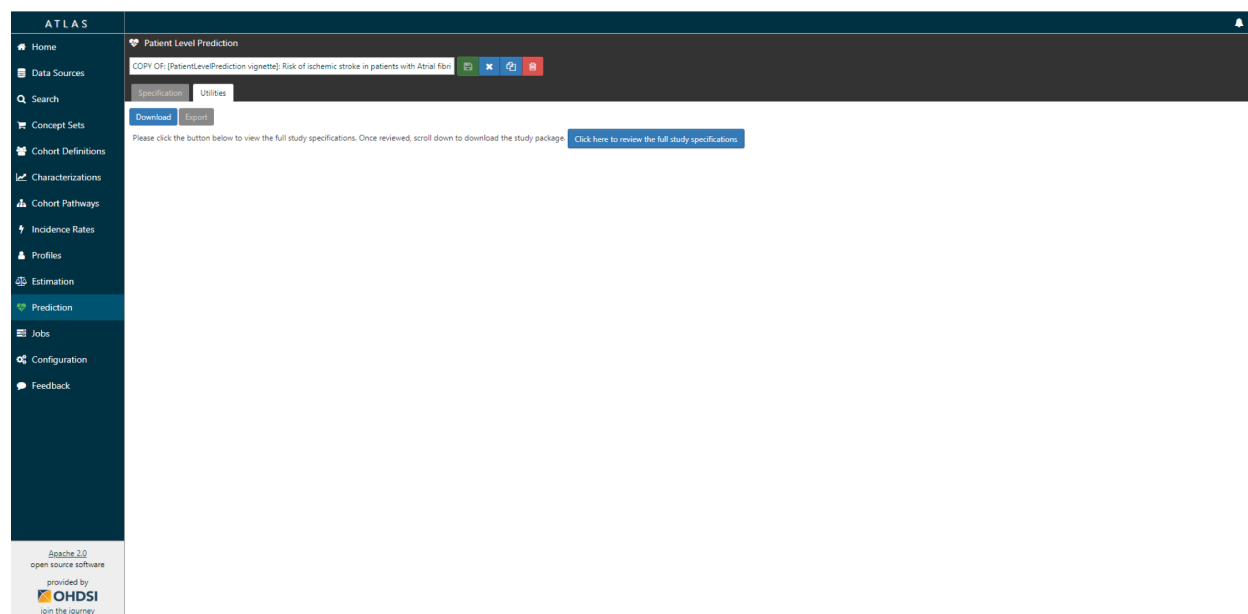 ATLAS
Home
Data Sources
Search
Concept Sets
Cohort Definitions
Characterizations
Cohort Pathways
Incidence Rates
Profiles
Estimation
Prediction
Jobs
Configuration
Feedback
Apache 2.0
open source software
provided by
OHDSI
join the journey
Patient Level Prediction
COPY OF: [PatientLevelPrediction vignette]: Risk of ischemic stroke in patients with Atrial fibri
Specification Utilities
Download Export
Please click the button below to view the full study specifications. Once reviewed, scroll down to download the study package. Click here to review the full study specifications